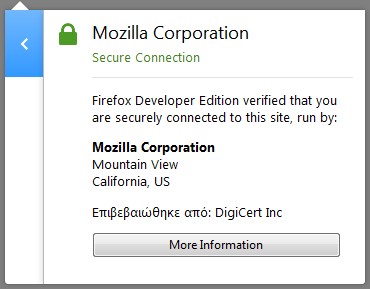 Mozilla Corporation
Secure Connection
Firefox Developer Edition verified that you
are securely connected to this site, run by:
Mozilla Corporation
Mountain View
California, US
Επιβεβαιώθηκε από: DigiCert Inc
More Information